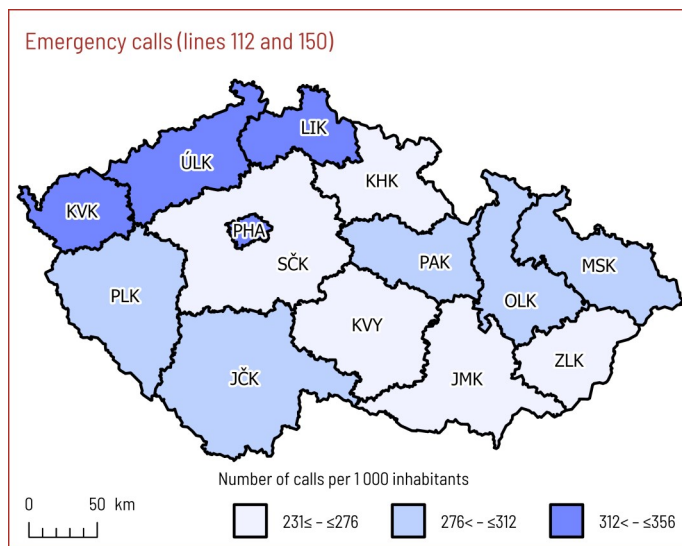 Emergency calls (lines 112 and 150)
LIK
ÚLK
KHK
KVK
PHA
SČK
PAK
MSK
PLK
OLK
KVY
ZLK
JČK
JMK
Number of calls per 1 000 inhabitants
0 50 km
231≤ – ≤276
276< – ≤312
312< – ≤356